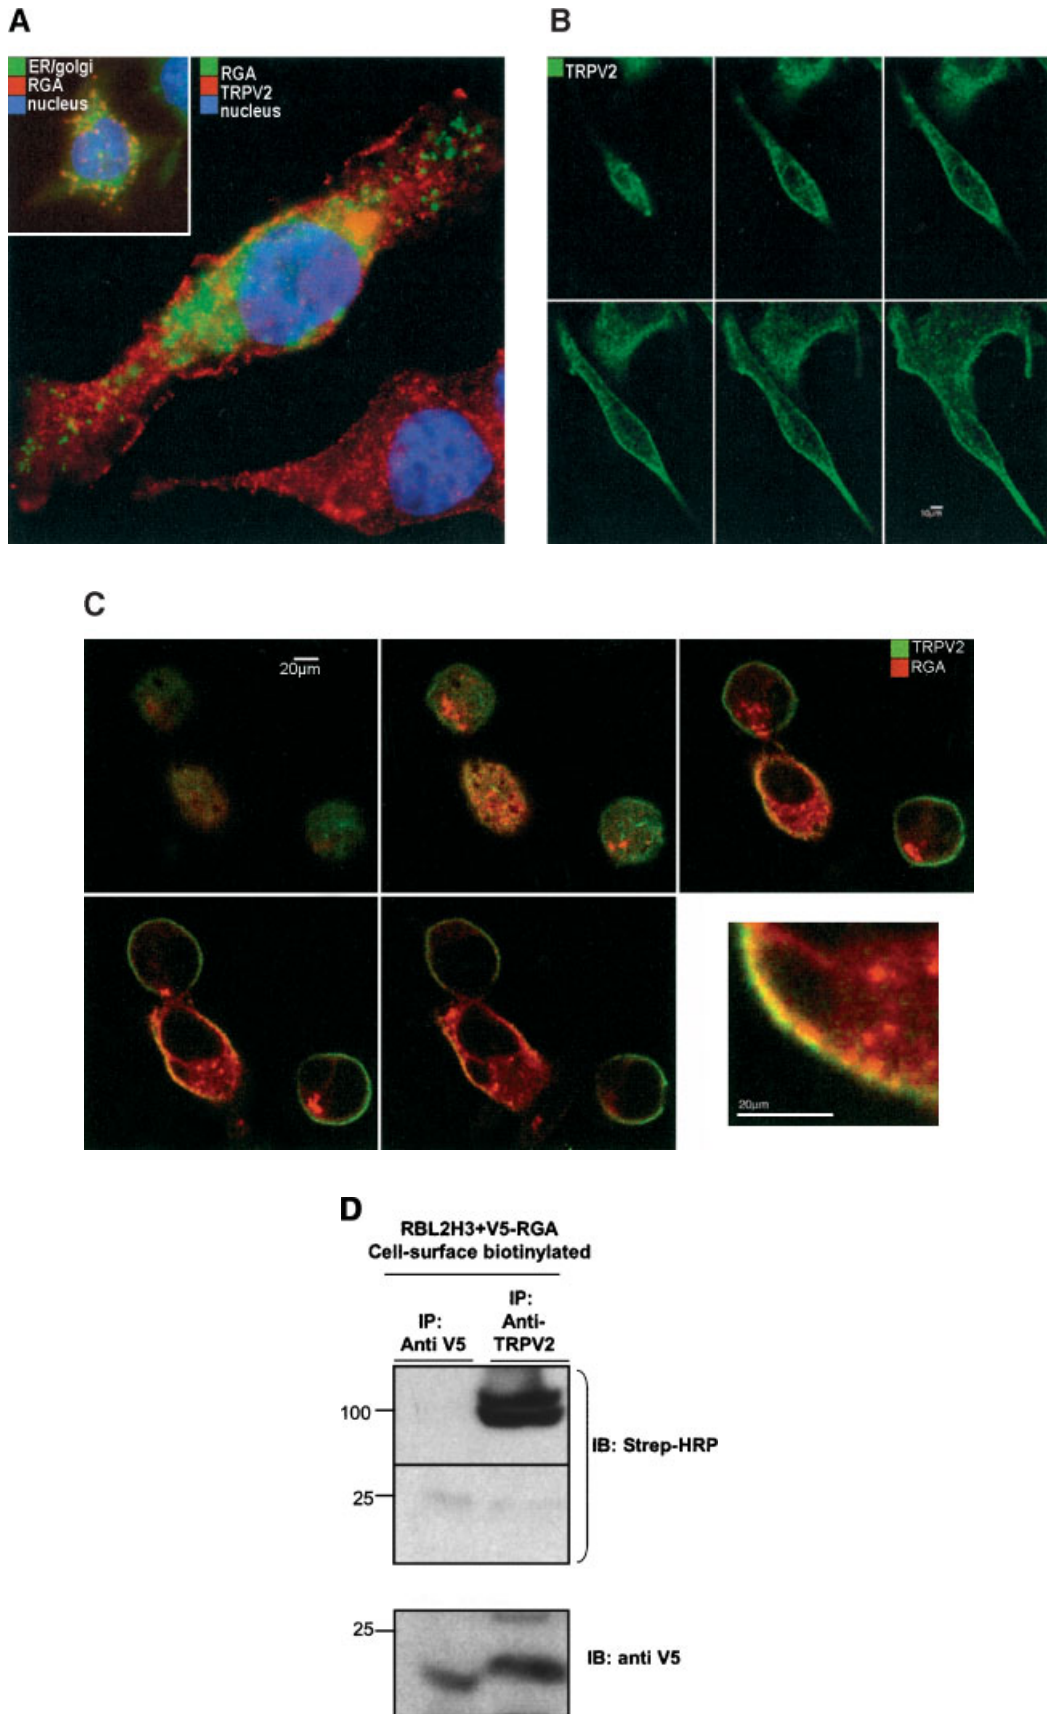 A
ER/golgi
RGA
nucleus
RGA
TRPV2
nucleus
B
TRPV2
10µm
C
20µm
TRPV2
RGA
20µm
D
RBL2H3+V5-RGA
Cell-surface biotinylated
IP:
Anti V5
IP:
Anti-
TRPV2
100
25
IB: Strep-HRP
25
IB: anti V5